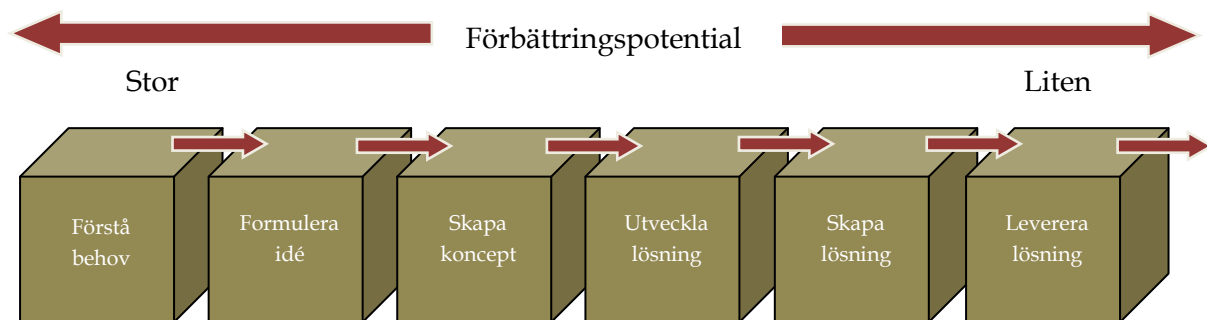 Förbättringspotential
Stor
Liten
Förstå
behov
Formulera
idé
Skapa
koncept
Utveckla
lösning
Skapa
lösning
Leverera
lösning